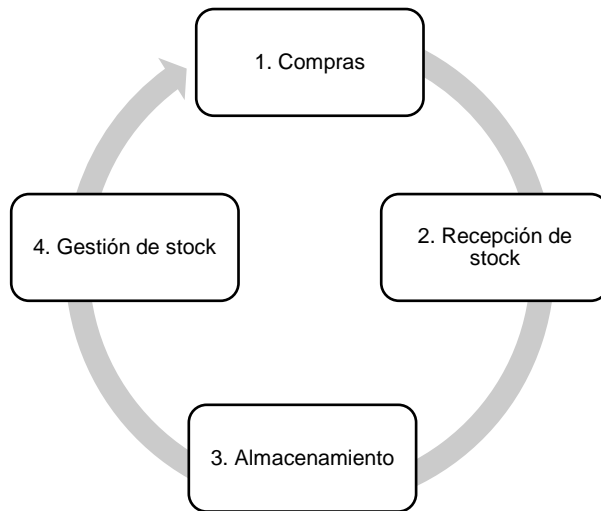 1. Compras
2. Recepción de
stock
3. Almacenamiento
4. Gestión de stock